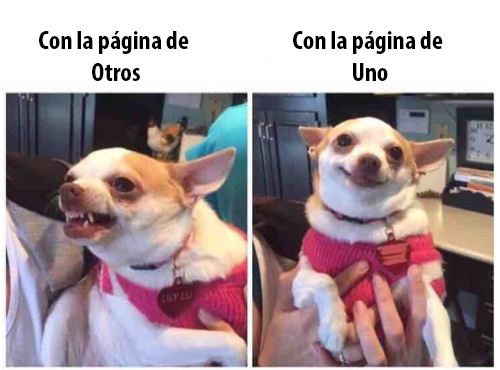 Con la página de
Otros
Con la página de
Uno